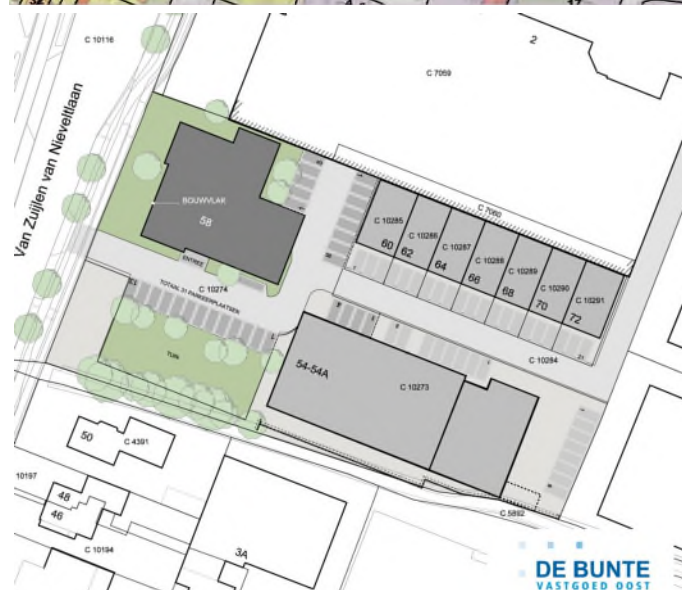 C 10116
2
C 7059
Van Zuijlen van Nieveltlaan
BOUWVLAK
58
C 7060
C 10285
C 10286
C 10287
C 10288
C 10289
C 10290
C 10291
60
62
64
66
68
70
72
ENTREE
C 10274
TOTAAL 31 PARKEERPLAATSEN
13
TUIN
21
C 10284
54-54A
C 10273
50
C 4391
10197
48
46
C 10194
3A
C 5892
DE BUNTE
VASTGOED OOST